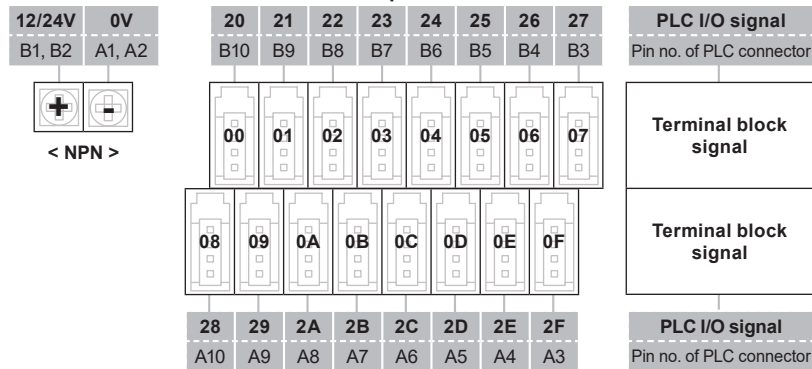 12/24V 0V 20 21 22 23 24 25 26 27 PLC I/O signal
B1, B2 A1, A2 B10 B9 B8 B7 B6 B5 B4 B3 Pin no. of PLC connector
+ -
00 01 02 03 04 05 06 07 Terminal block
signal
< NPN >
08 09 0A 0B 0C 0D 0E 0F Terminal block
signal
28 29 2A 2B 2C 2D 2E 2F PLC I/O signal
A10 A9 A8 A7 A6 A5 A4 A3 Pin no. of PLC connector